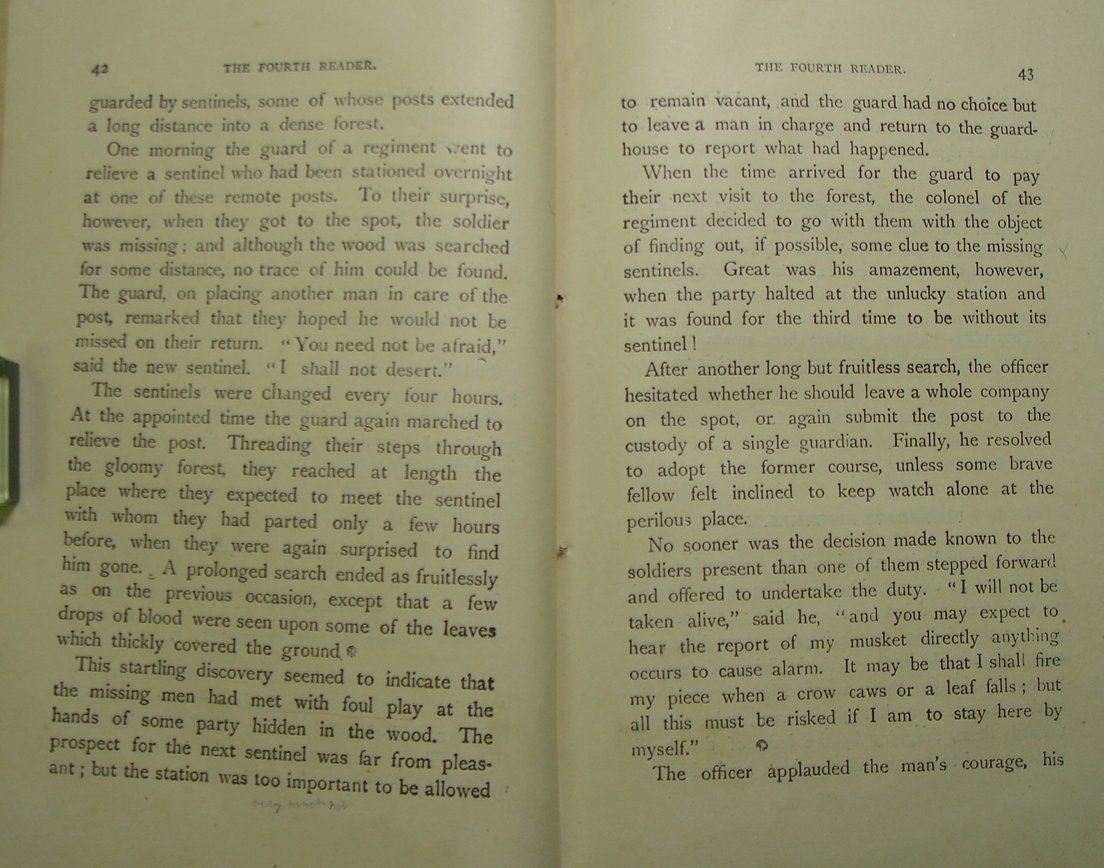 42
THE FOURTH READER.
guarded by sentinels, some of whose posts extended
a long distance into a dense forest.
One morning the guard of a regiment went to
relieve a sentinel who had been stationed overnight
at one of these remote posts. To their surprise,
however, when they got to the spot, the soldier
was missing; and although the wood was searched
for some distance, no trace of him could be found.
The guard, on placing another man in care of the
post, remarked that they hoped he would not be
missed on their return. “You need not be afraid,”
said the new sentinel. “I shall not desert.”
The sentinels were changed every four hours.
At the appointed time the guard again marched to
relieve the post. Threading their steps through
the gloomy forest, they reached at length the
place where they expected to meet the sentinel
with whom they had parted only a few hours
before, when they were again surprised to find
him gone. A prolonged search ended as fruitlessly
as on the previous occasion, except that a few
drops of blood were seen upon some of the leaves
which thickly covered the ground.
This startling discovery seemed to indicate that
the missing men had met with foul play at the
hands of some party hidden in the wood. The
prospect for the next sentinel was far from pleas-
ant; but the station was too important to be allowed
THE FOURTH READER.
43
to remain vacant, and the guard had no choice but
to leave a man in charge and return to the guard-
house to report what had happened.
When the time arrived for the guard to pay
their next visit to the forest, the colonel of the
regiment decided to go with them with the object
of finding out, if possible, some clue to the missing
sentinels. Great was his amazement, however,
when the party halted at the unlucky station and
it was found for the third time to be without its
sentinel!
After another long but fruitless search, the officer
hesitated whether he should leave a whole company
on the spot, or again submit the post to the
custody of a single guardian. Finally, he resolved
to adopt the former course, unless some brave
fellow felt inclined to keep watch alone at the
perilous place.
No sooner was the decision made known to the
soldiers present than one of them stepped forward
and offered to undertake the duty. “I will not be
taken alive,” said he, “and you may expect to
hear the report of my musket directly anything
occurs to cause alarm. It may be that I shall fire
my piece when a crow caws or a leaf falls; but
all this must be risked if I am to stay here by
myself.”
The officer applauded the man’s courage, his